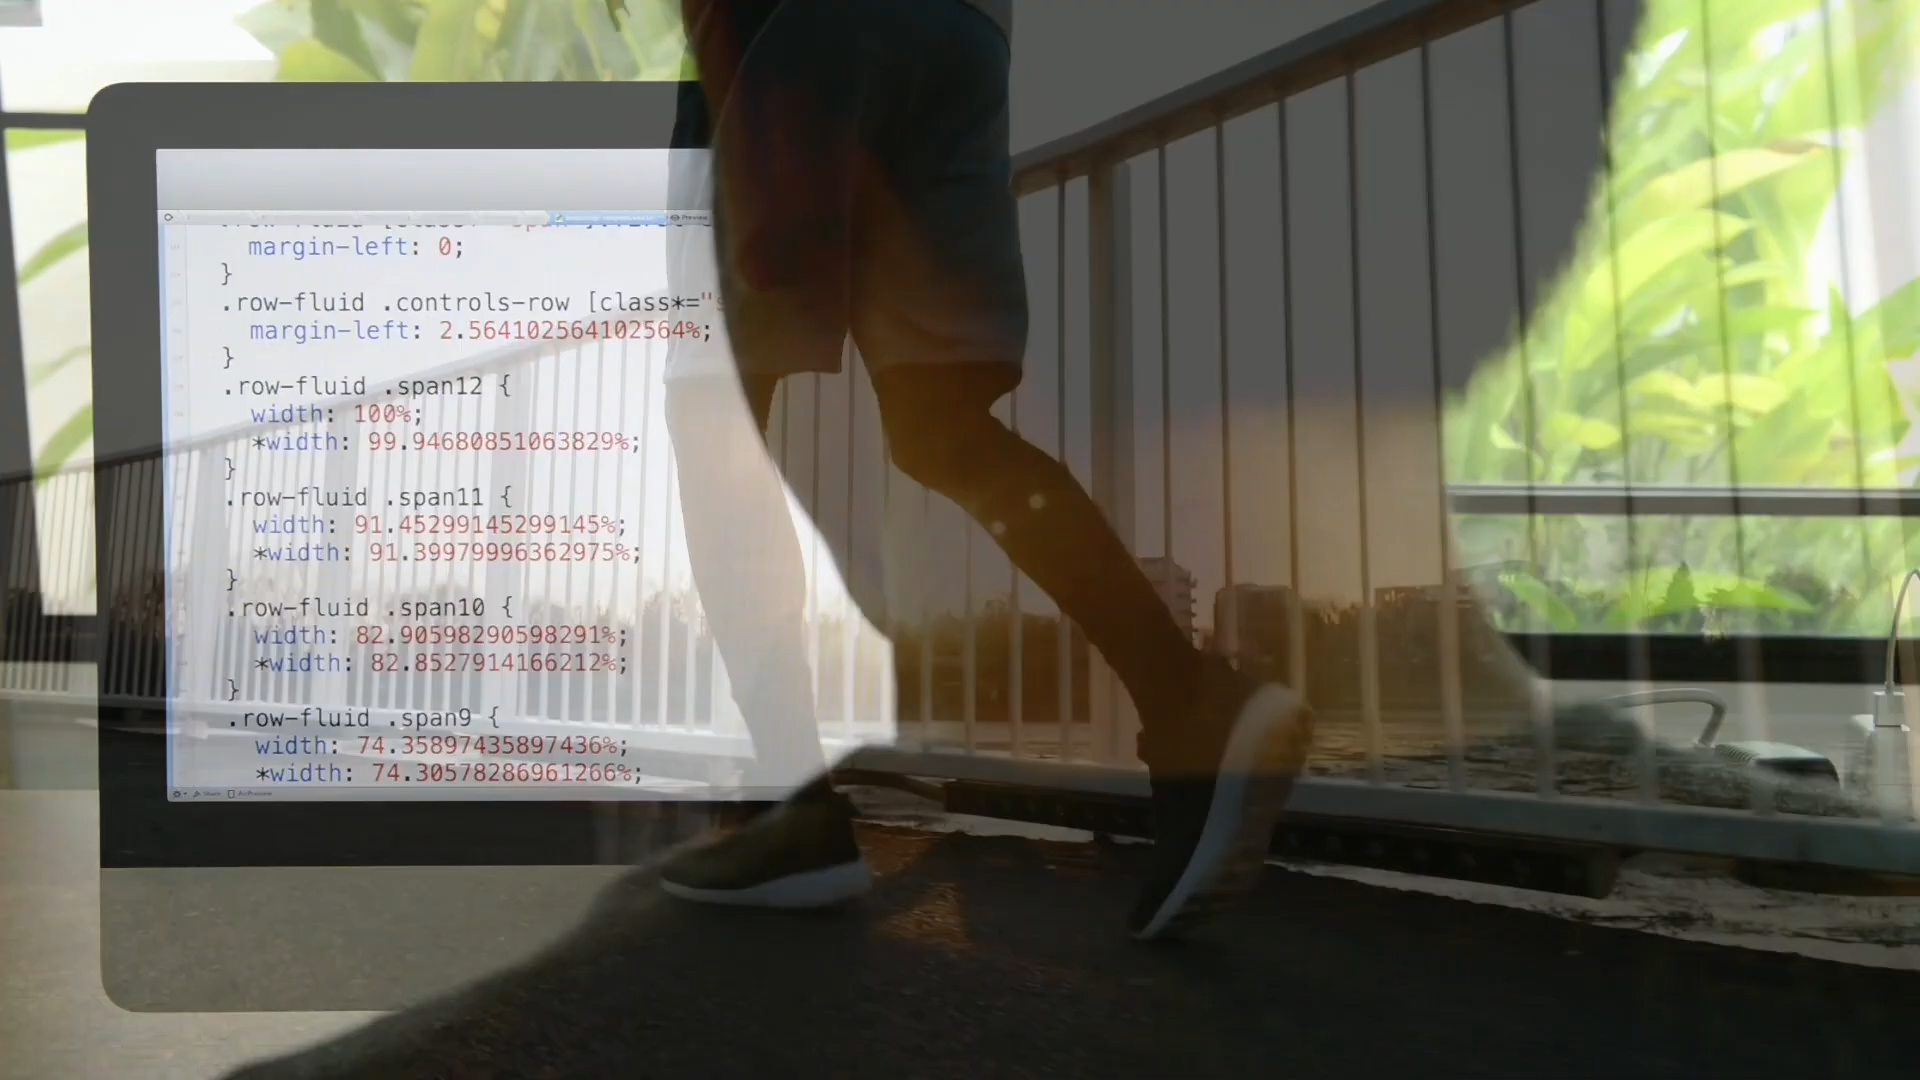 Preview
margin-left: 0;
}
.row-fluid .controls-row [class*="s
margin-left: 2.564102564102564%;
}
.row-fluid .span12 {
width: 100%;
*width: 99.94680851063829%;
}
.row-fluid .span11 {
width: 91.45299145299145%;
*width: 91.39979996362975%;
}
.row-fluid .span10 {
width: 82.90598290598291%;
*width: 82.8527914166212%;
}
.row-fluid .span9 {
width: 74.35897435897436%;
*width: 74.30578286961266%;